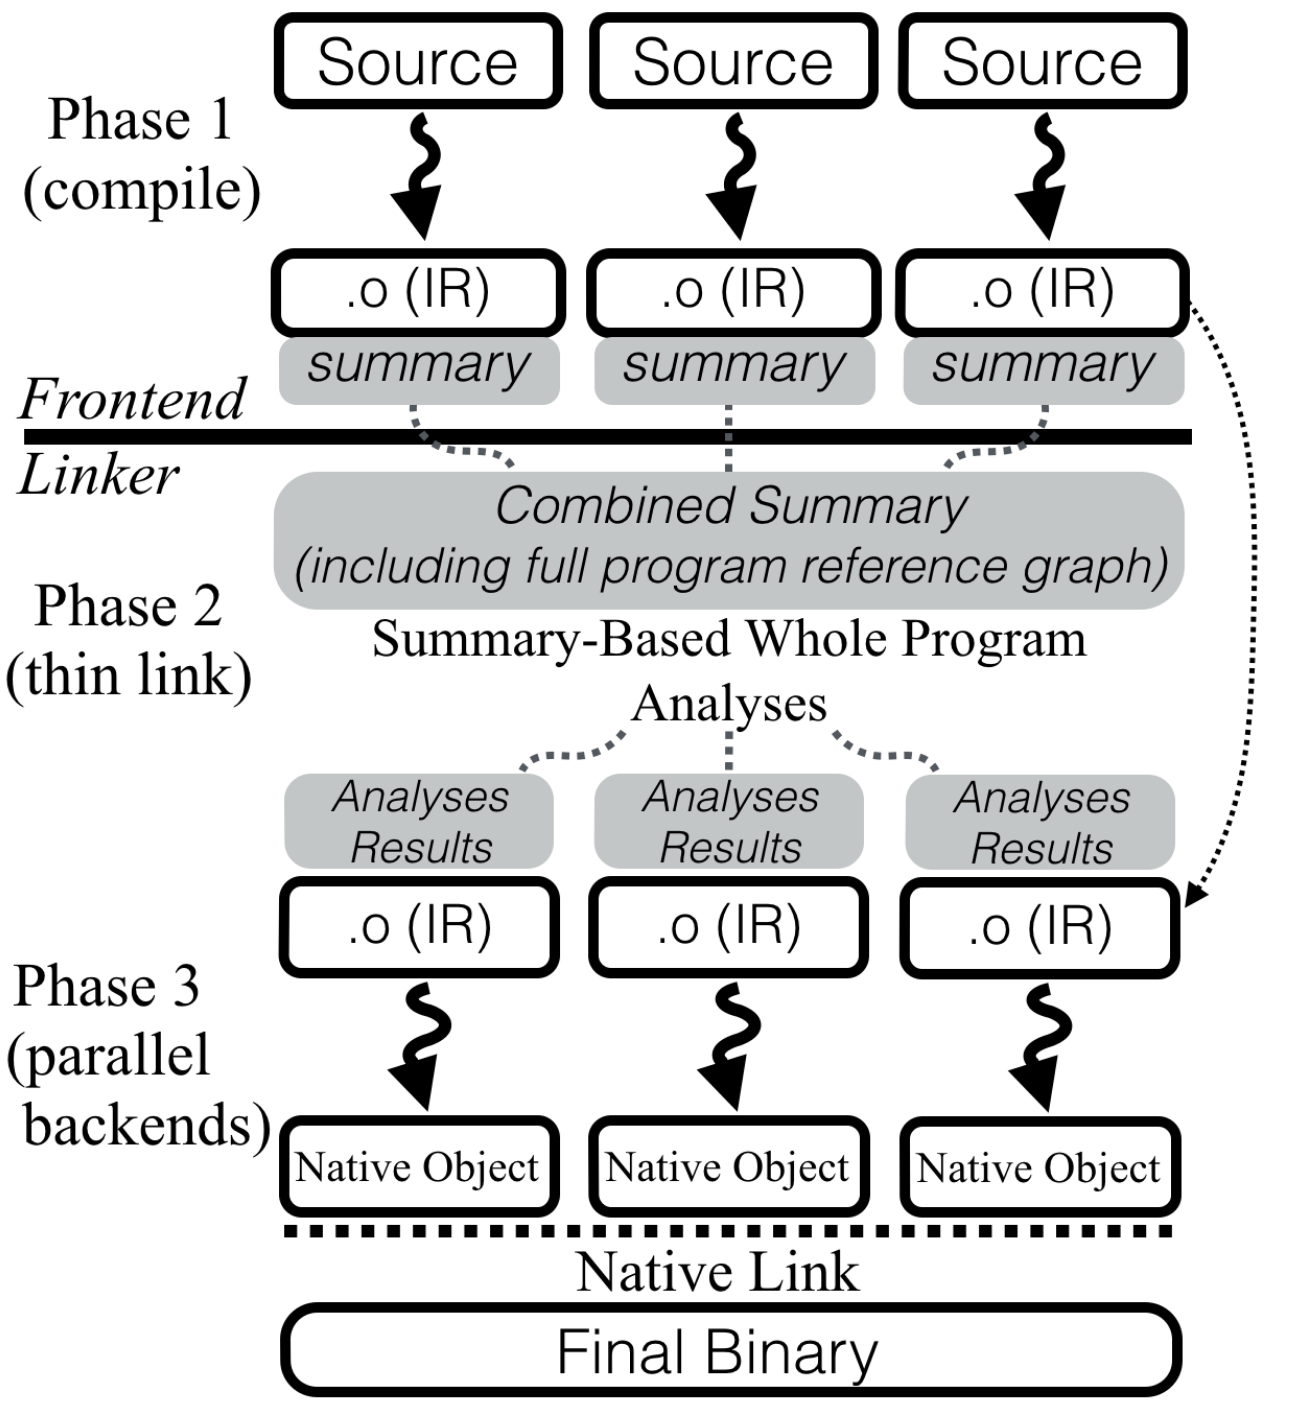 Source Source Source
Phase 1
(compile)
.o (IR) .o (IR) .o (IR)
summary summary summary
Frontend
Linker
Combined Summary
(including full program reference graph)
Phase 2
(thin link)
Summary-Based Whole Program
Analyses
Analyses Analyses Analyses
Results Results Results
.o (IR) .o (IR) .o (IR)
Phase 3
(parallel
backends)
Native Object Native Object Native Object
Native Link
Final Binary